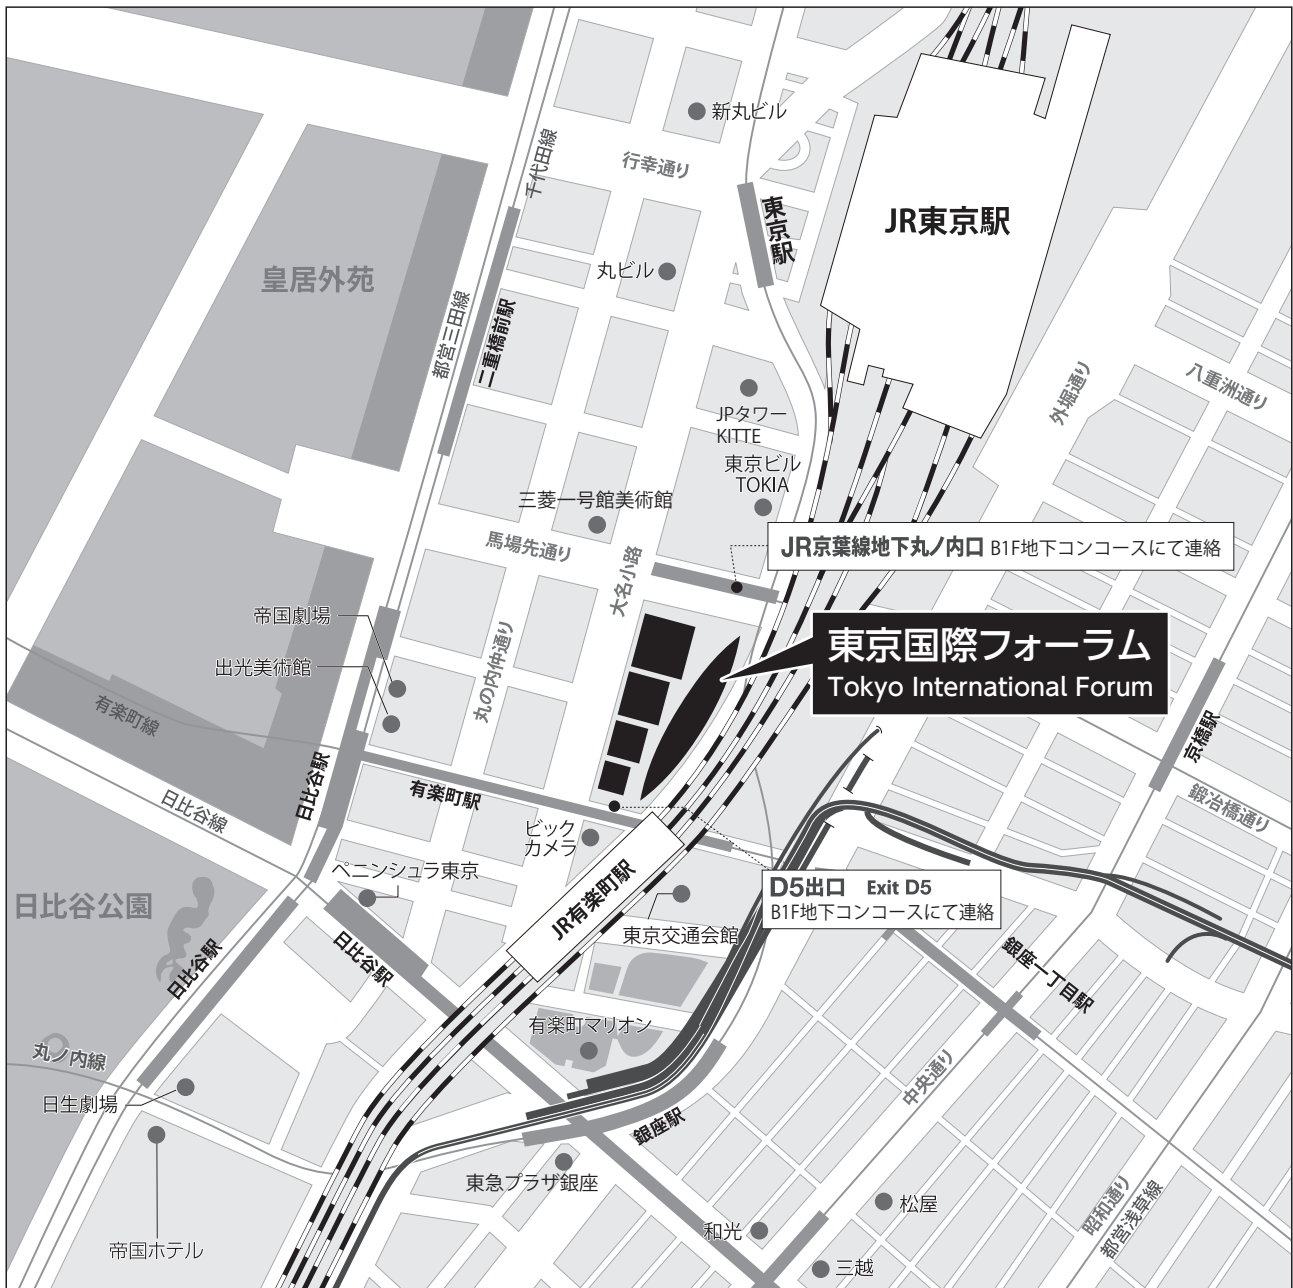 新丸ビル
千代田線
行幸通り
東京駅
JR東京駅
丸ビル
皇居外苑
都営三田線
二重橋前駅
外堀通り
八重洲通り
JPタワー
KITTE
東京ビル
TOKIA
三菱一号館美術館
馬場先通り
JR京葉線地下丸ノ内口 B1F地下コンコースにて連絡
大名小路
帝国劇場
東京国際フォーラム
Tokyo International Forum
出光美術館
丸の内仲通り
有楽町線
京橋駅
日比谷駅
有楽町駅
日比谷線
鍛冶橋通り
ビック
カメラ
ペニンシュラ東京
D5出口 Exit D5
B1F地下コンコースにて連絡
日比谷公園
JR有楽町駅
東京交通会館
日比谷駅
日比谷駅
銀座一丁目駅
有楽町マリオン
丸ノ内線
中央通り
日生劇場
銀座駅
東急プラザ銀座
昭和通り
都営浅草線
松屋
和光
帝国ホテル
三越